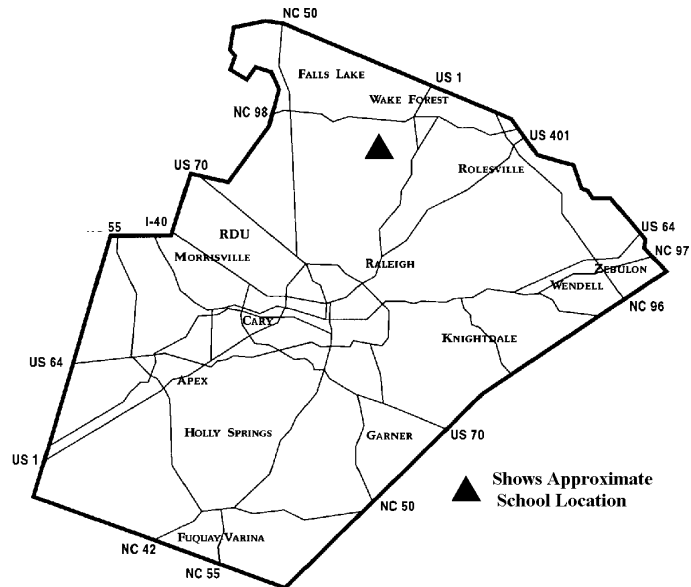 NC 50
FALLS LAKE
US 1
WAKE FOREST
NC 98
US 401
US 70
ROLESVILLE
55
I-40
RDU
US 64
MORRISVILLE
RALEIGH
NC 97
ZEBULON
WENDELL
NC 96
CARY
KNIGHTDALE
US 64
APEX
HOLLY SPRINGS
GARNER
US 70
US 1
Shows Approximate
School Location
NC 50
FUQUAY VARINA
NC 42
NC 55